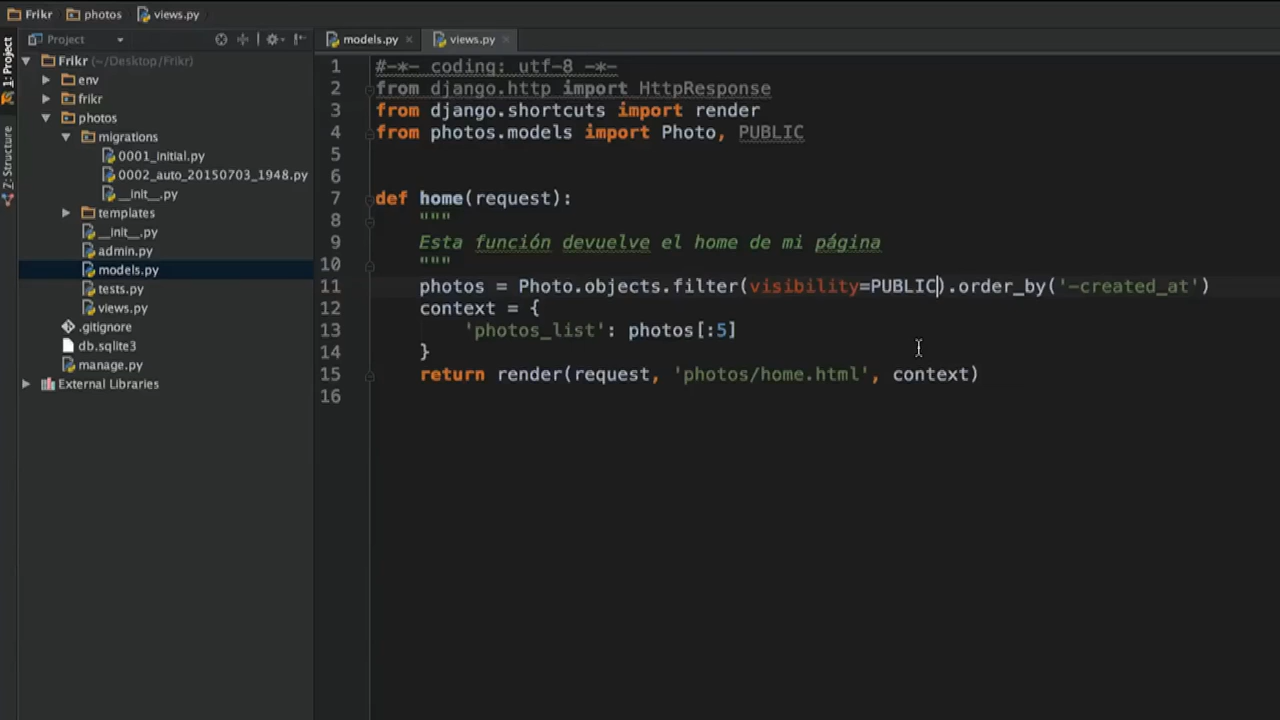 Frikr photos views.py
1: Project
Z: Structure
Project
Frikr (~/Desktop/Frikr)
env
frikr
photos
migrations
0001_initial.py
0002_auto_20150703_1948.py
__init__.py
templates
__init__.py
admin.py
models.py
tests.py
views.py
.gitignore
db.sqlite3
manage.py
External Libraries
models.py views.py
1 #-*- coding: utf-8 -*-
2 from django.http import HttpResponse
3 from django.shortcuts import render
4 from photos.models import Photo, PUBLIC
5
6
7 def home(request):
8 """
9 Esta función devuelve el home de mi página
10 """
11 photos = Photo.objects.filter(visibility=PUBLIC).order_by('-created_at')
12 context = {
13 'photos_list': photos[:5]
14 }
15 return render(request, 'photos/home.html', context)
16